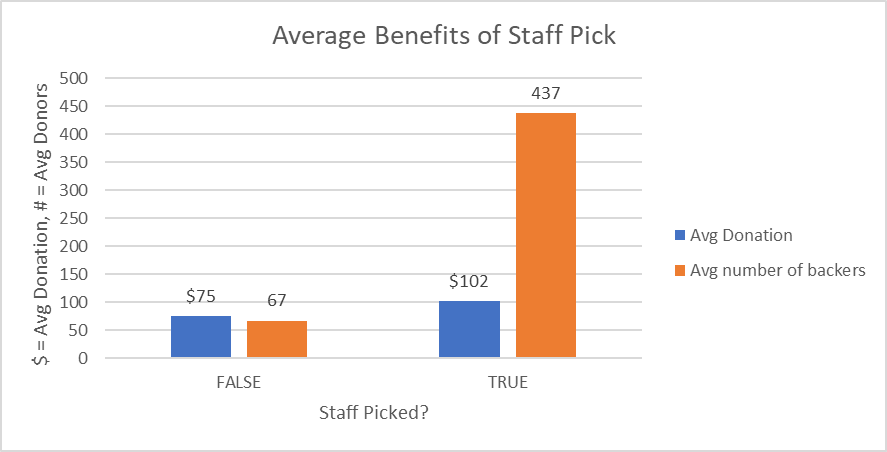 Average Benefits of Staff Pick
$ = Avg Donation, # = Avg Donors
500
450
400
350
300
250
200
150
100
50
0
$75
67
$102
437
FALSE
TRUE
Staff Picked?
Avg Donation
Avg number of backers